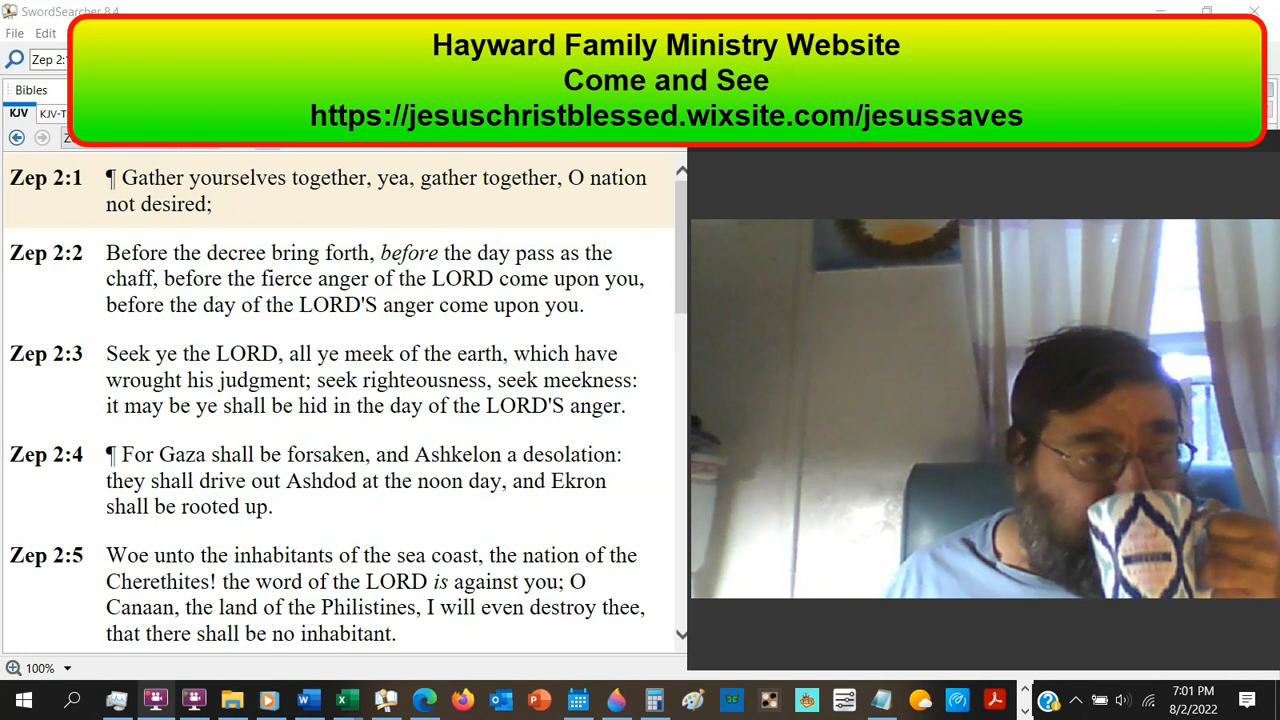 SwordSearcher 8.4
Hayward Family Ministry Website
Come and See
https://jesuschristblessed.wixsite.com/jesussaves
File Edit
Zep 2:
Bibles
KJV KJV-T
Zep 2:1 ¶ Gather yourselves together, yea, gather together, O nation
not desired;
Zep 2:2 Before the decree bring forth, before the day pass as the
chaff, before the fierce anger of the LORD come upon you,
before the day of the LORD'S anger come upon you.
Zep 2:3 Seek ye the LORD, all ye meek of the earth, which have
wrought his judgment; seek righteousness, seek meekness:
it may be ye shall be hid in the day of the LORD'S anger.
Zep 2:4 ¶ For Gaza shall be forsaken, and Ashkelon a desolation:
they shall drive out Ashdod at the noon day, and Ekron
shall be rooted up.
Zep 2:5 Woe unto the inhabitants of the sea coast, the nation of the
Cherethites! the word of the LORD is against you; O
Canaan, the land of the Philistines, I will even destroy thee,
that there shall be no inhabitant.
100%
7:01 PM
8/2/2022